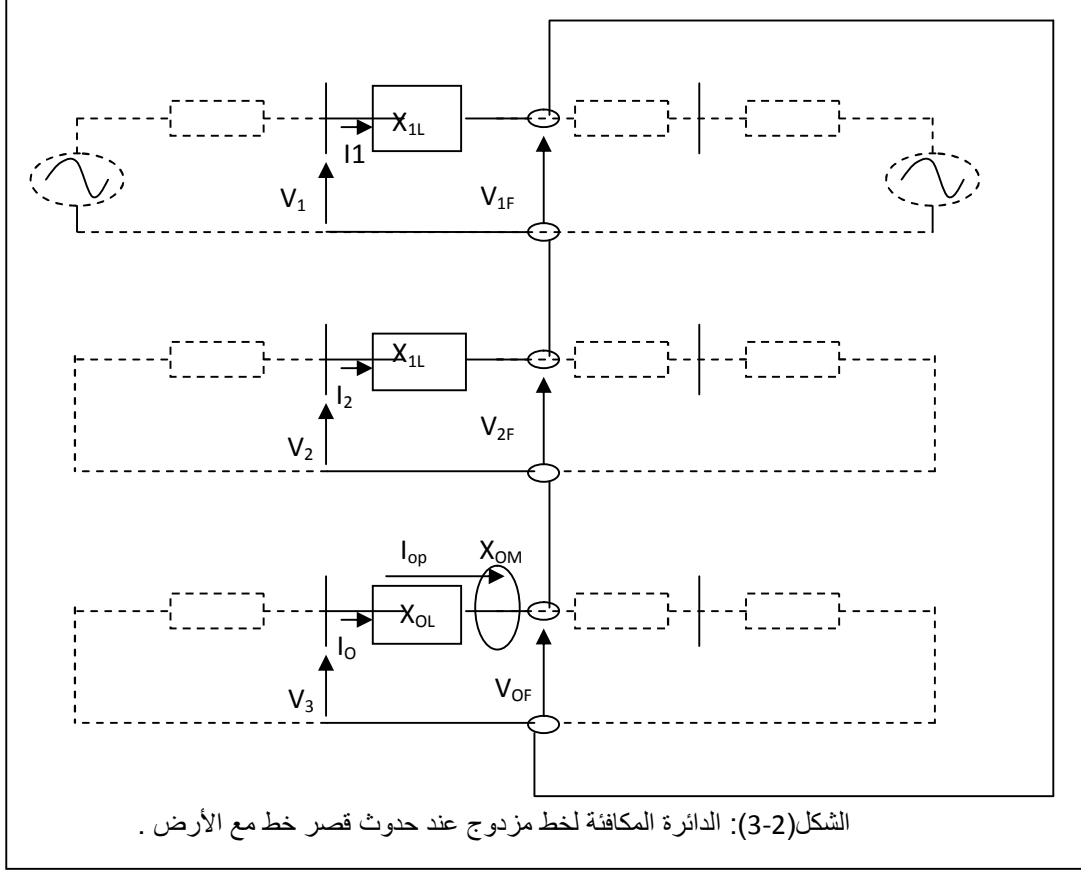 X1L
I1
V1
V1F
X1L
I2
V2
V2F
Iop
XOM
XOL
IO
V3
VOF
الشكل(2-3): الدائرة المكافئة لخط مزدوج عند حدوث قصر خط مع الأرض .